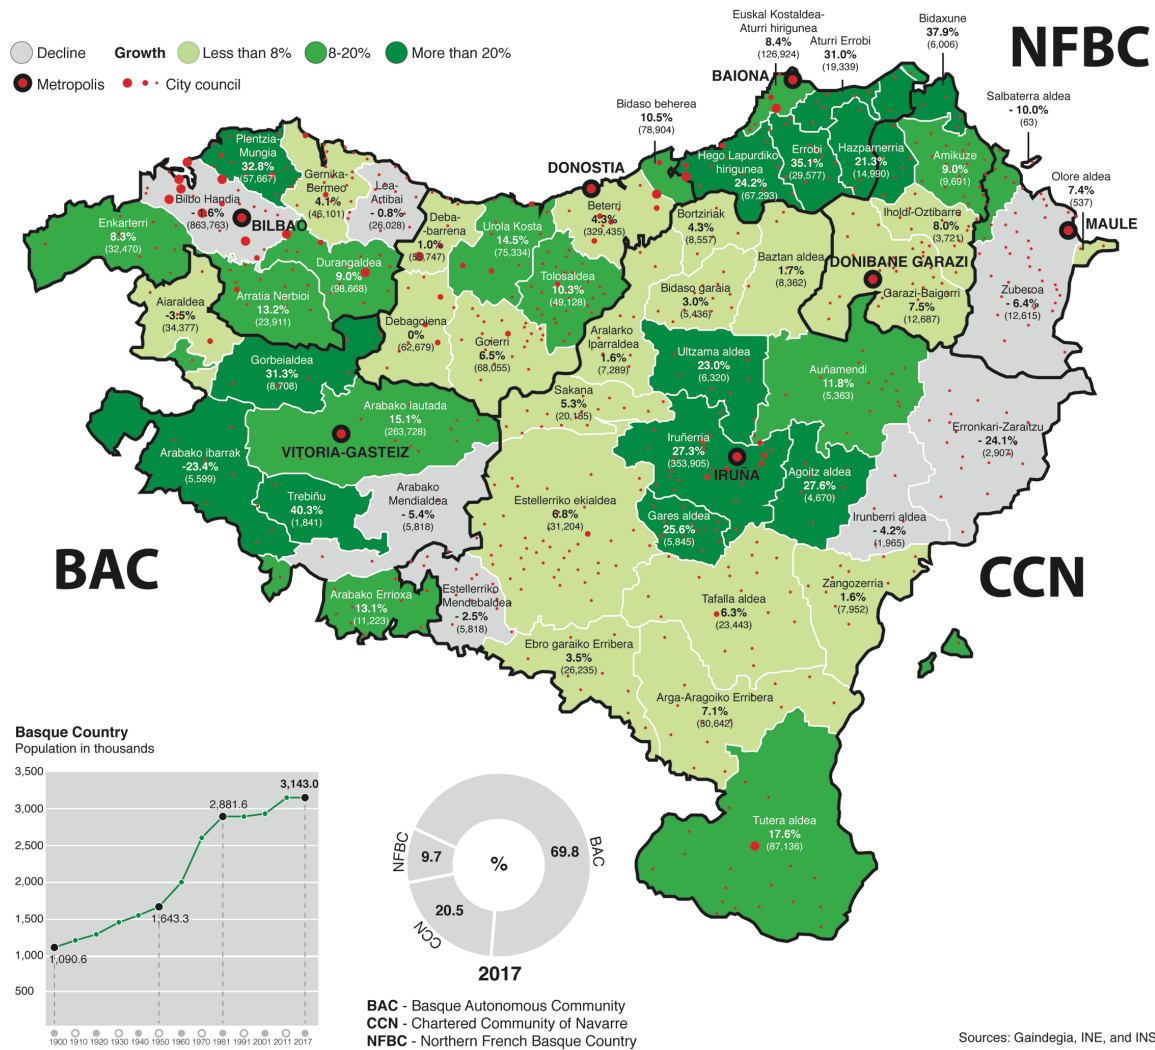 Decline
Growth
Less than 8%
8-20%
More than 20%
Metropolis
City council
NFBC
Euskal Kostaldea-
Aturri hirigunea
8.4%
(126,924)
Aturri Errobi
31.0%
(19,339)
Bidaxune
37.9%
(6,006)
BAIONA
Salbaterra aldea
- 10.0%
(63)
Bidaso beherea
10.5%
(78,904)
Olore aldea
7.4%
(537)
MAULE
DONOSTIA
Plentzia-
Mungia
32.8%
(57,667)
Gernika-
Bermeo
4.1%
(46,101)
Lea-
Artibai
- 0.8%
(26,028)
Bilbo Handia
- 1.6%
(863,763)
BILBAO
Enkarterri
8.3%
(32,470)
Deba-
barrena
1.0%
Urola Kosta
14.5%
(75,334)
Beterri
4.3%
(329,435)
Hego Lapurdiko
hirigunea
24.2%
(67,293)
Errobi
35.1%
(29,577)
Hazparnerria
21.3%
(14,990)
Amikuze
9.0%
(9,691)
Bortziriak
4.3%
(8,557)
Iholdi-Oztibarre
8.0%
(3,721)
Durangaldea
9.0%
(98,668)
Tolosaldea
10.3%
(49,128)
Baztan aldea
1.7%
(8,362)
DONIBANE GARAZI
Garazi-Baigorri
7.5%
(12,687)
Zuberoa
- 6.4%
(12,615)
Aiaraldea
-3.5%
(34,377)
Arratia Nerbioi
13.2%
(23,911)
Bidaso garaia
3.0%
(5,436)
Debagoiena
0%
(62,679)
Goierri
6.5%
(68,055)
Aralarko
Iparraldea
1.6%
(7,289)
Ultzama aldea
23.0%
(6,320)
Auñamendi
11.8%
(5,363)
Gorbeialdea
31.3%
(8,708)
Sakana
5.3%
(20,185)
Arabako lautada
15.1%
(263,728)
VITORIA-GASTEIZ
Iruñerria
27.3%
(353,905)
IRUÑA
Erronkari-Zaraitzu
- 24.1%
(2,907)
Arabako ibarrak
-23.4%
(5,599)
Agoitz aldea
27.6%
(4,670)
Trebiñu
40.3%
(1,841)
Arabako
Mendialdea
- 5.4%
(5,818)
Estellerriko ekialdea
6.8%
(31,204)
Gares aldea
25.6%
(5,845)
Irunberri aldea
- 4.2%
(1,965)
BAC
CCN
Arabako Errioxa
13.1%
(11,223)
Estellerriko
Mendebaldea
- 2.5%
(5,818)
Tafalla aldea
6.3%
(23,443)
Zangozerria
1.6%
(7,952)
Ebro garaiko Erribera
3.5%
(26,235)
Arga-Aragoiko Erribera
7.1%
(80,642)
Tutera aldea
17.6%
(87,136)
Basque Country
Population in thousands
3,500
3,000
2,500
2,000
1,500
1,000
500
1,090.6
1,643.3
2,881.6
3,143.0
1900 1910 1920 1930 1940 1950 1960 1970 1981 1991 2001 2011 2017
%
BAC
69.8
NFBC
9.7
CCN
20.5
2017
BAC - Basque Autonomous Community
CCN - Chartered Community of Navarre
NFBC - Northern French Basque Country
Sources: Gaindegia, INE, and INS